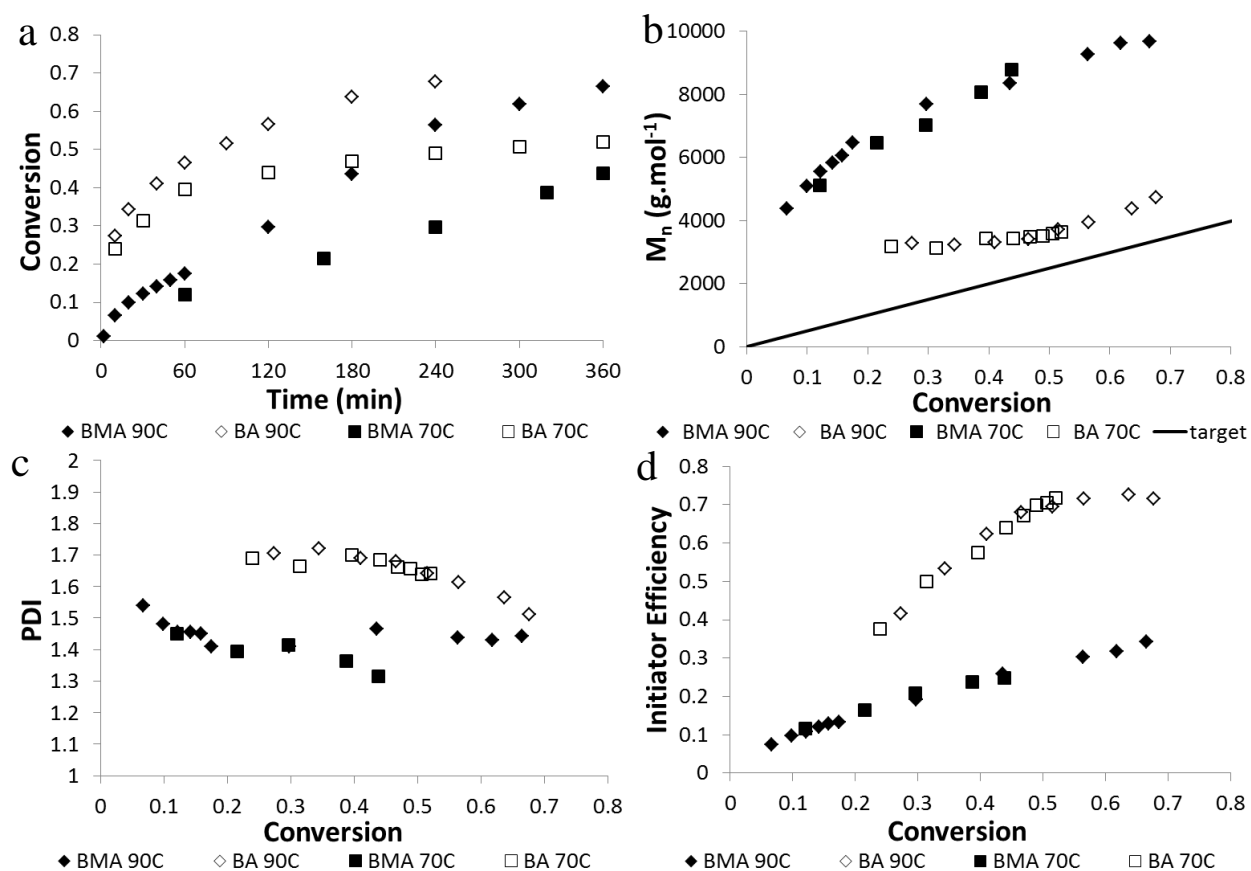 a
0.8
0.7
0.6
0.5
0.4
0.3
0.2
0.1
0
Conversion
0 60 120 180 240 300 360
Time (min)
BMA 90C BA 90C BMA 70C BA 70C
b
10000
8000
6000
4000
2000
0
Mn (g.mol-1)
0 0.1 0.2 0.3 0.4 0.5 0.6 0.7 0.8
Conversion
BMA 90C BA 90C BMA 70C BA 70C target
c
2
1.9
1.8
1.7
1.6
1.5
1.4
1.3
1.2
1.1
1
PDI
0 0.1 0.2 0.3 0.4 0.5 0.6 0.7 0.8
Conversion
BMA 90C BA 90C BMA 70C BA 70C
d
0.8
0.7
0.6
0.5
0.4
0.3
0.2
0.1
0
Initiator Efficiency
0 0.1 0.2 0.3 0.4 0.5 0.6 0.7 0.8
Conversion
BMA 90C BA 90C BMA 70C BA 70C